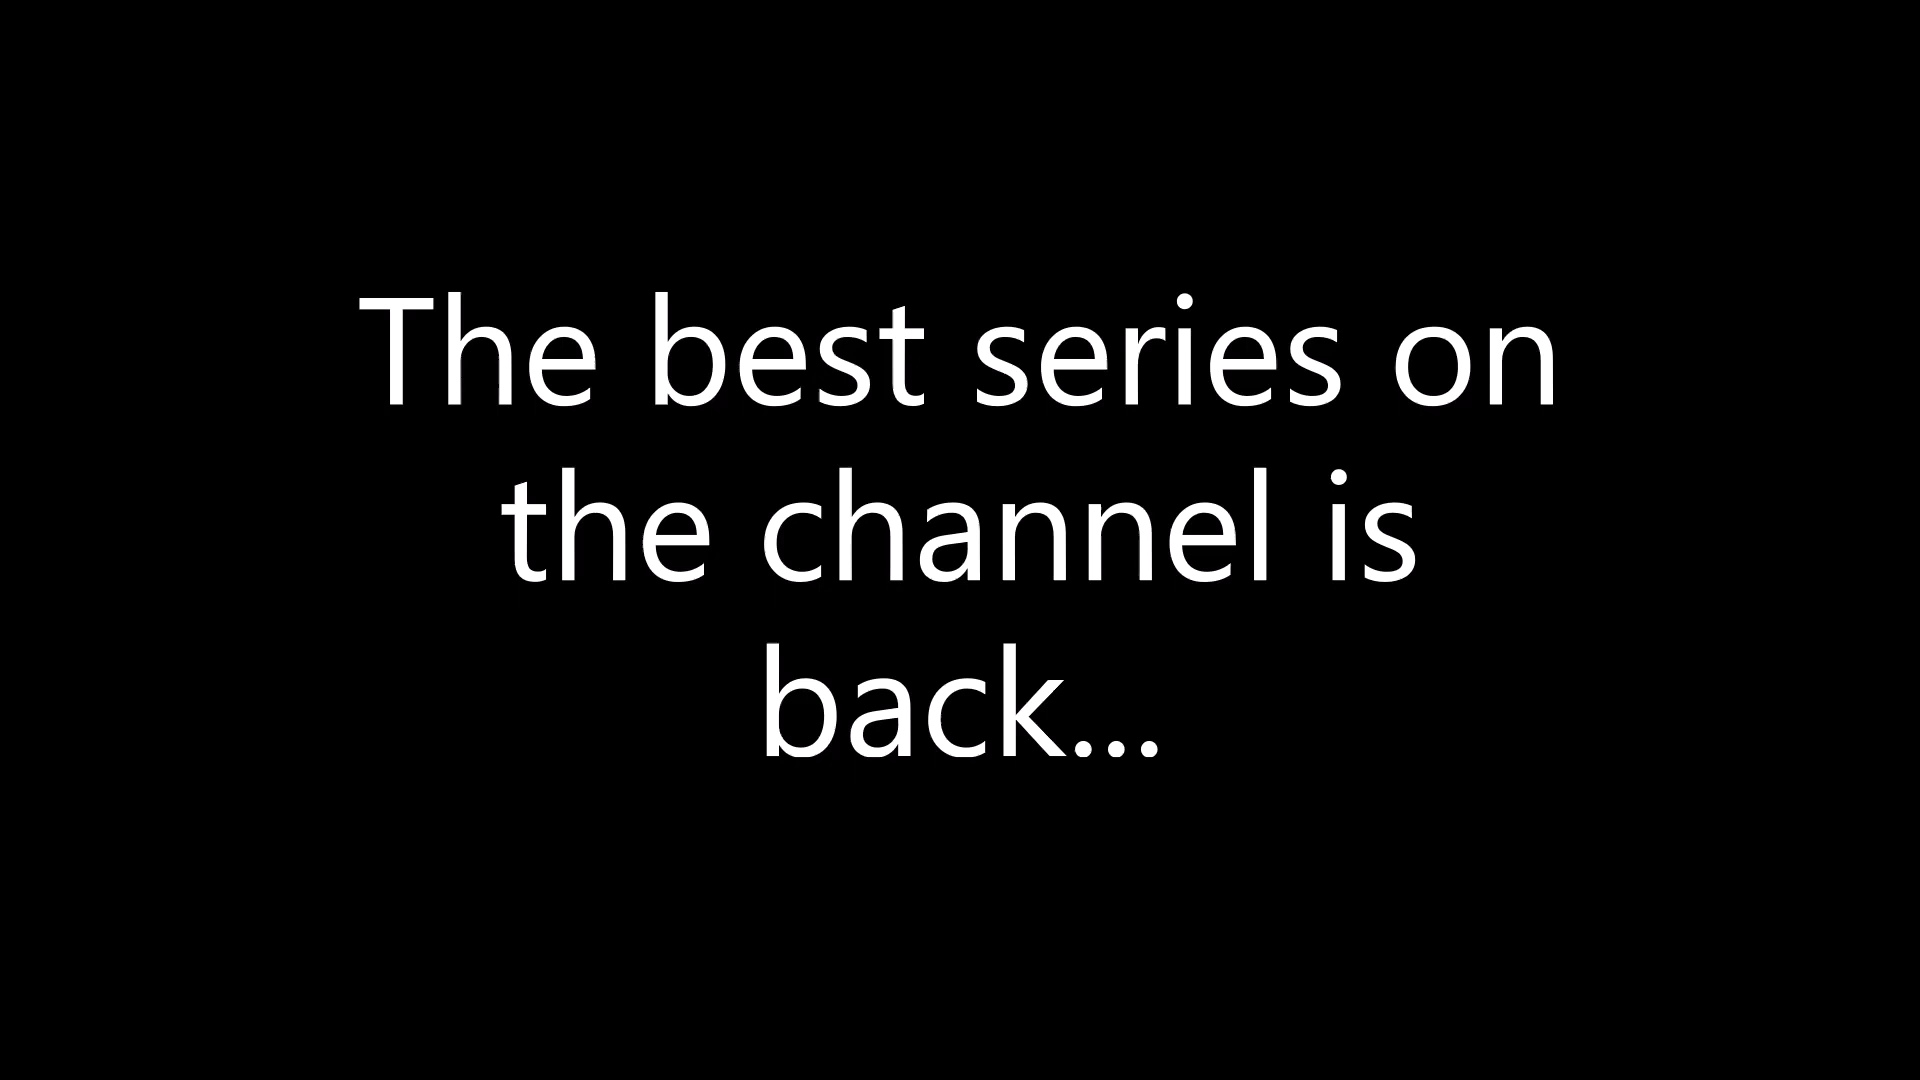 The best series on
the channel is
back...